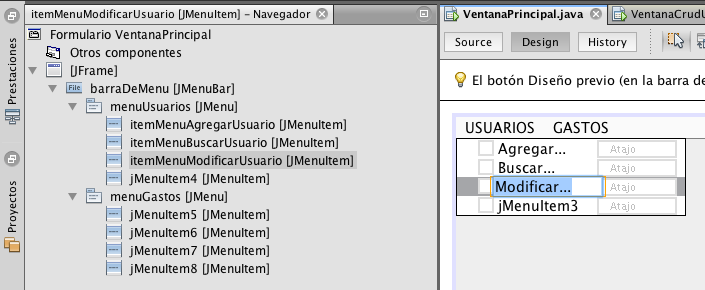 itemMenuModificarUsuario [JMenuItem] – Navegador
Formulario VentanaPrincipal
Otros componentes
[JFrame]
barraDeMenu [JMenuBar]
menuUsuarios [JMenu]
itemMenuAgregarUsuario [JMenuItem]
itemMenuBuscarUsuario [JMenuItem]
itemMenuModificarUsuario [JMenuItem]
jMenuItem4 [JMenuItem]
menuGastos [JMenu]
jMenuItem5 [JMenuItem]
jMenuItem6 [JMenuItem]
jMenuItem7 [JMenuItem]
jMenuItem8 [JMenuItem]
Prestaciones
Proyectos
VentanaPrincipal.java
VentanaCrudU
Source Design History
El botón Diseño previo (en la barra de
USUARIOS GASTOS
Agregar... Atajo
Buscar... Atajo
Modificar... Atajo
jMenuItem3 Atajo